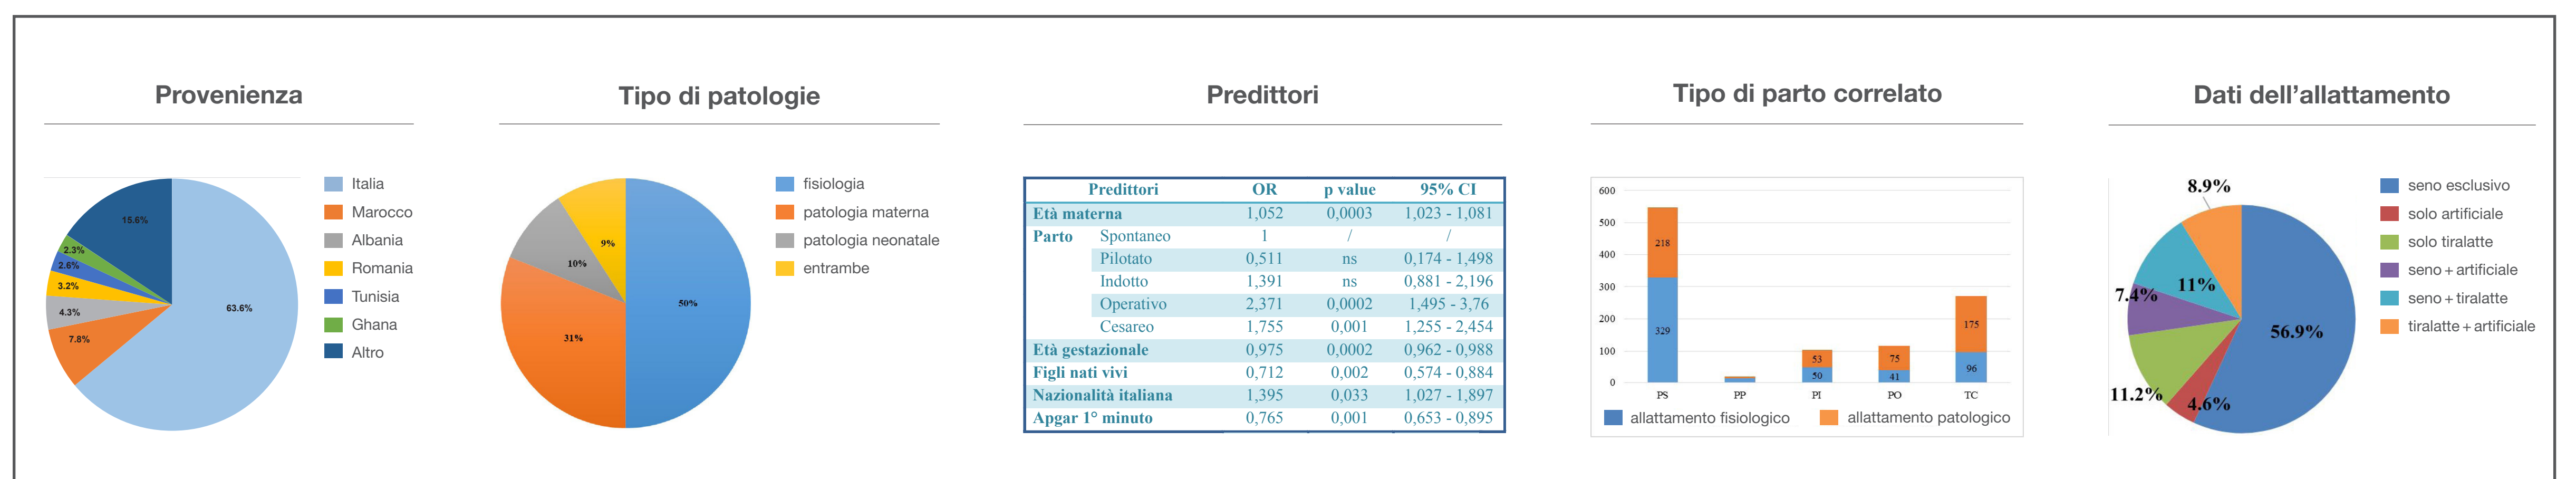 Provenienza
15.6%
2.3%
2.6%
3.2%
4.3%
7.8%
63.6%
Italia
Marocco
Albania
Romania
Tunisia
Ghana
Altro
Tipo di patologie
9%
10%
50%
31%
fisiologia
patologia materna
patologia neonatale
entrambe
Predittori
Predittori OR p value 95% CI
Età materna 1,052 0,0003 1,023 - 1,081
Parto Spontaneo 1 / /
Pilotato 0,511 ns 0,174 - 1,498
Indotto 1,391 ns 0,881 - 2,196
Operativo 2,371 0,0002 1,495 - 3,76
Cesareo 1,755 0,001 1,255 - 2,454
Età gestazionale 0,975 0,0002 0,962 - 0,988
Figli nati vivi 0,712 0,002 0,574 - 0,884
Nazionalità italiana 1,395 0,033 1,027 - 1,897
Apgar 1° minuto 0,765 0,001 0,653 - 0,895
Tipo di parto correlato
600
500
400
300
200
100
0
218
329
53
50
75
41
175
96
PS PP PI PO TC
allattamento fisiologico allattamento patologico
Dati dell’allattamento
8.9%
11%
7.4%
56.9%
11.2%
4.6%
seno esclusivo
solo artificiale
solo tiralatte
seno + artificiale
seno + tiralatte
tiralatte + artificiale